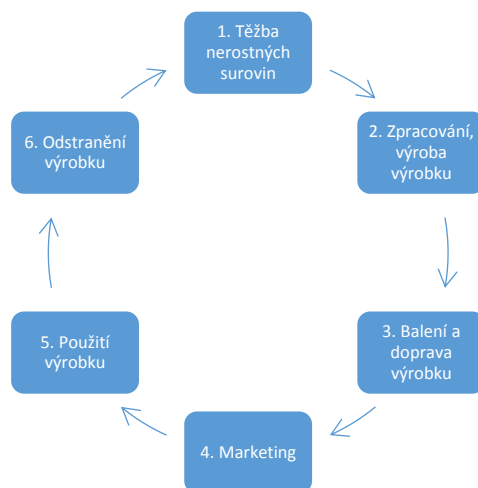 1. Těžba
nerostných
surovin
2. Zpracování,
výroba
výrobku
3. Balení a
doprava
výrobku
4. Marketing
5. Použití
výrobku
6. Odstranění
výrobku